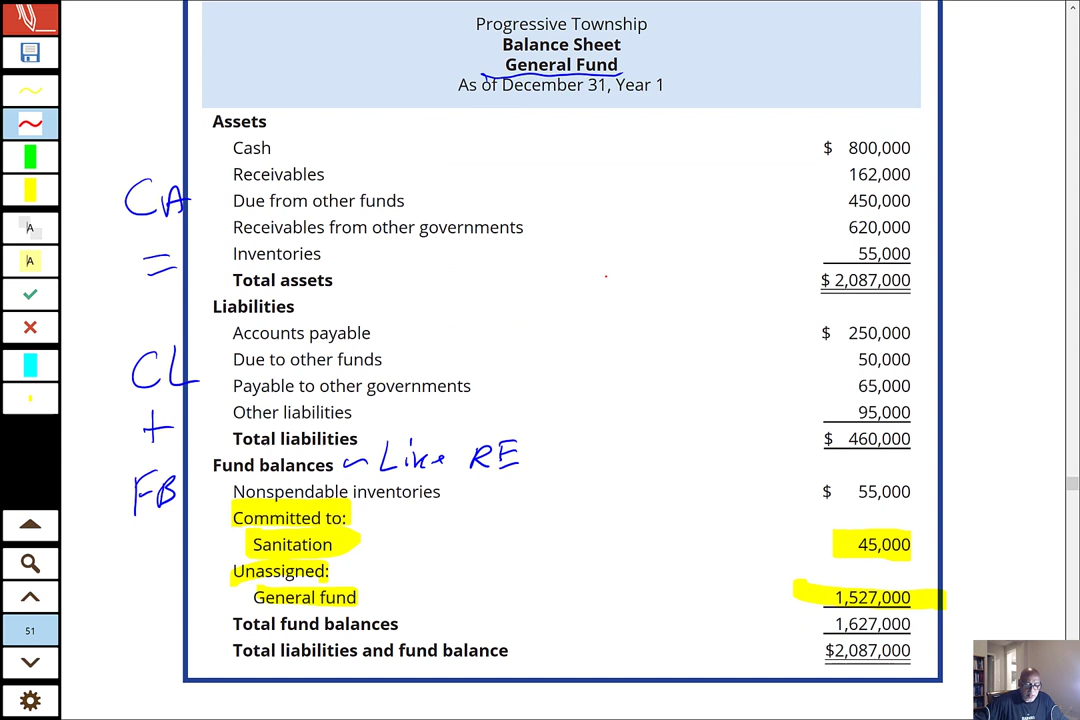 Progressive Township
Balance Sheet
General Fund
As of December 31, Year 1
Assets
Cash $ 800,000
Receivables 162,000
CA Due from other funds 450,000
Receivables from other governments 620,000
= Inventories 55,000
Total assets $ 2,087,000
Liabilities
Accounts payable $ 250,000
Due to other funds 50,000
CL Payable to other governments 65,000
Other liabilities 95,000
+ Total liabilities $ 460,000
Fund balances ~ Like RE
FB Nonspendable inventories $ 55,000
Committed to:
Sanitation 45,000
Unassigned:
General fund 1,527,000
Total fund balances 1,627,000
51
Total liabilities and fund balance $2,087,000